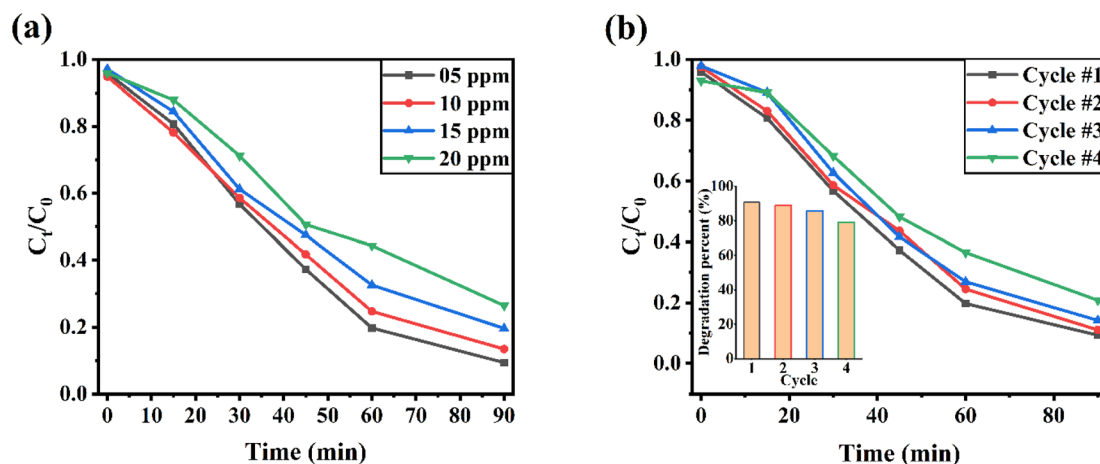 (a)
1.0
0.8
0.6
0.4
0.2
0.0
Ct/C0
0 10 20 30 40 50 60 70 80 90
Time (min)
05 ppm
10 ppm
15 ppm
20 ppm
(b)
1.0
0.8
0.6
0.4
0.2
0.0
Ct/C0
0 20 40 60 80
Time (min)
Cycle #1
Cycle #2
Cycle #3
Cycle #4
100
80
60
40
20
0
Degradation percent (%)
1 2 3 4
Cycle